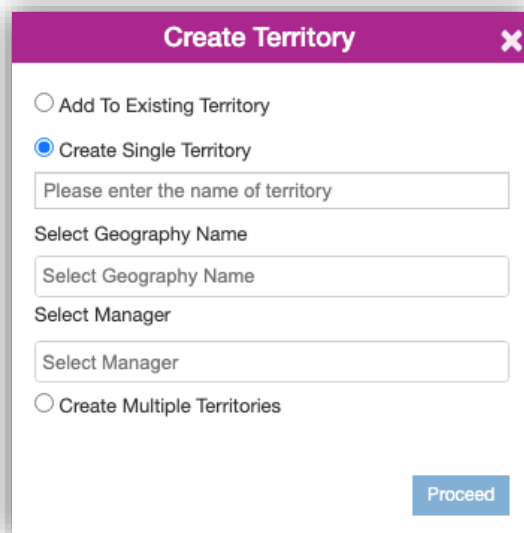 Create Territory
Add To Existing Territory
Create Single Territory
Please enter the name of territory
Select Geography Name
Select Geography Name
Select Manager
Select Manager
Create Multiple Territories
Proceed